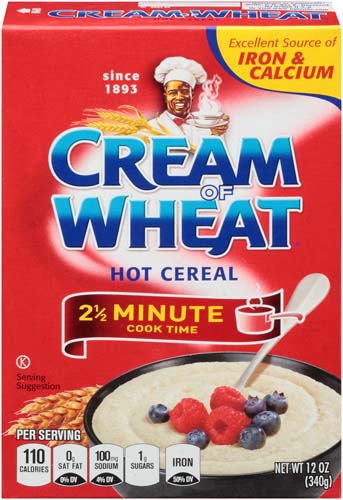 CREAM OF WHEAT
Excellent Source of
IRON &
CALCIUM
since
1893
CREAM
OF
WHEAT
HOT CEREAL
2½ MINUTE
COOK TIME
K
Serving
Suggestion
PER SERVING
110
CALORIES
0g
SAT FAT
0% DV
100mg
SODIUM
4% DV
1g
SUGARS
IRON
50% DV
NET WT 12 OZ
(340g)